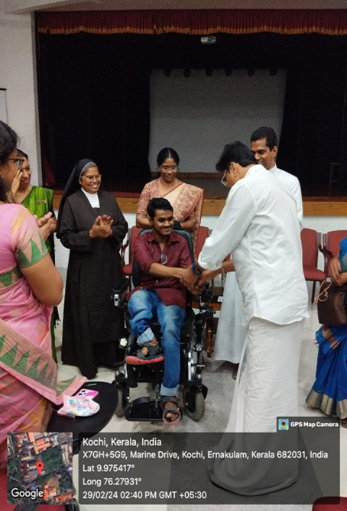 GPS Map Camera
Kochi, Kerala, India
X7GH+5G9, Marine Drive, Kochi, Ernakulam, Kerala 682031, India
Lat 9.975417°
Long 76.27931°
29/02/24 02:40 PM GMT +05:30
Google